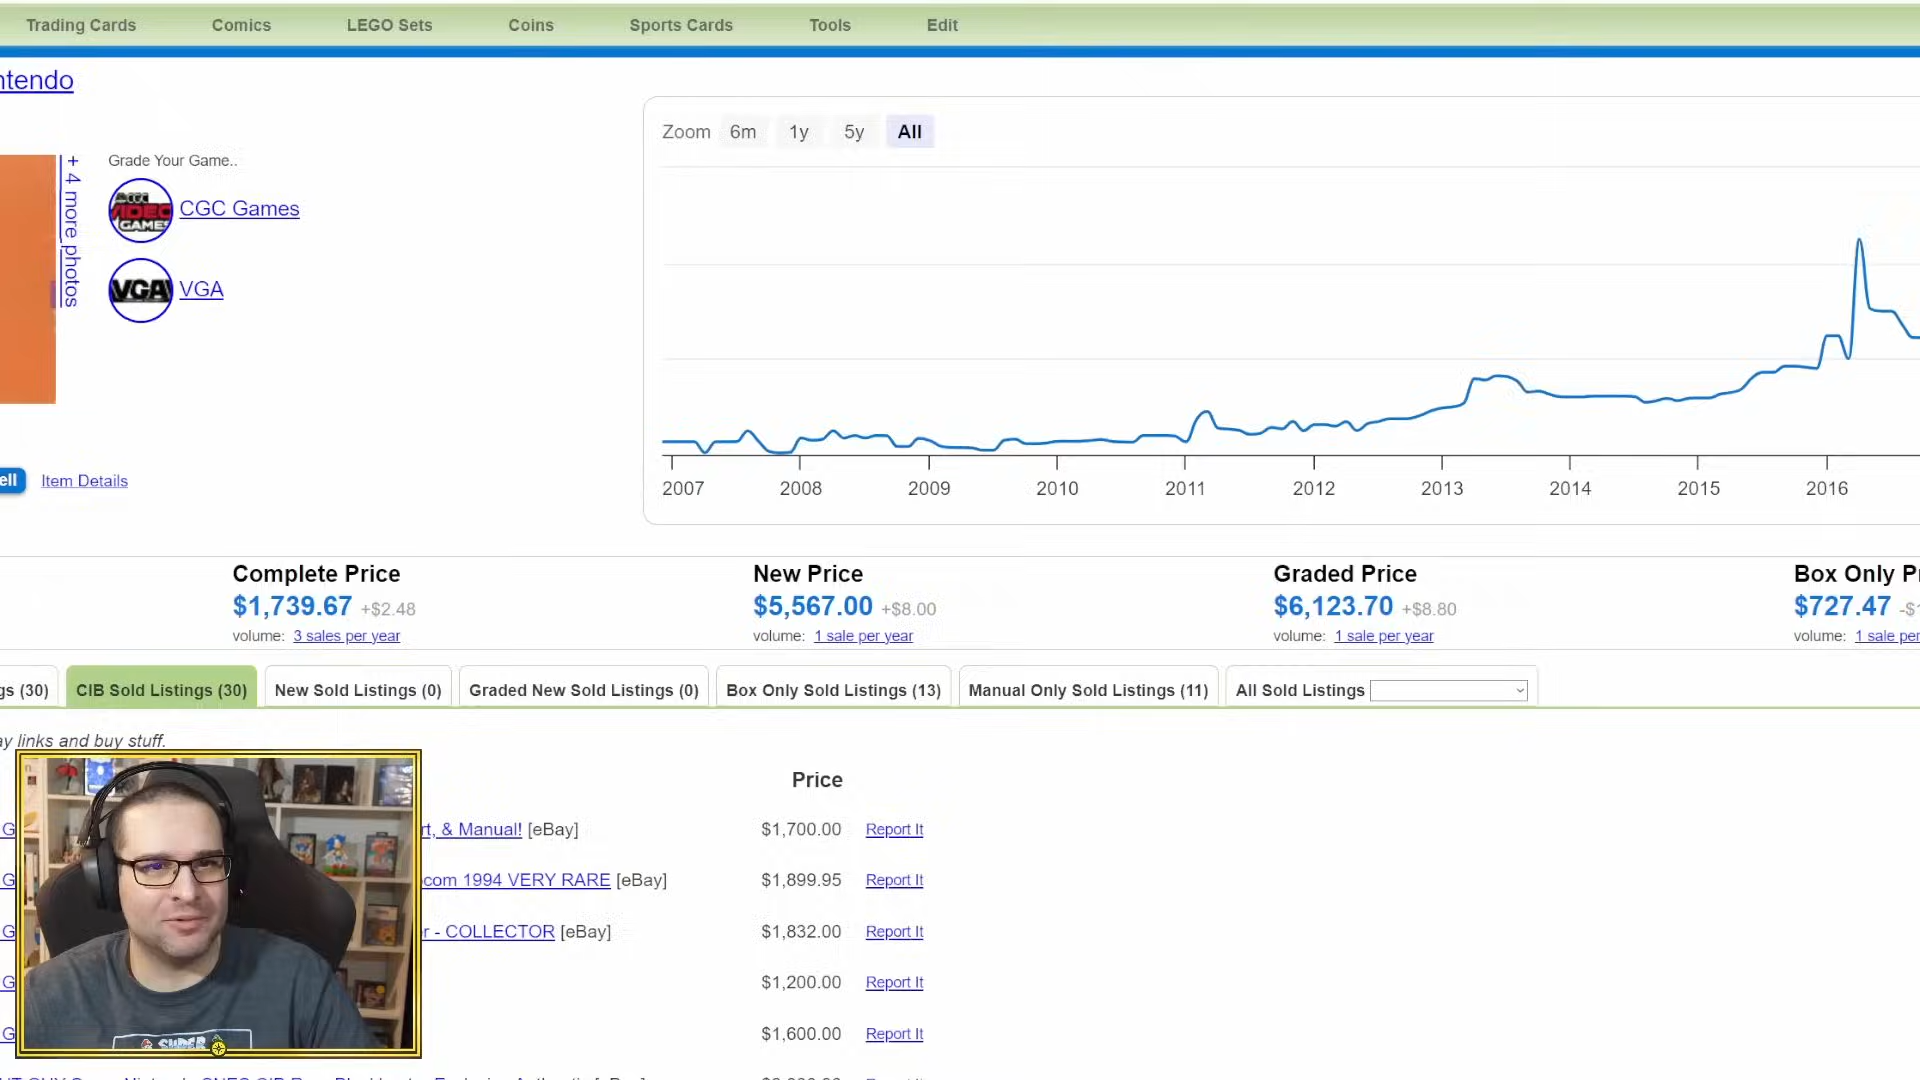 Trading Cards Comics LEGO Sets Coins Sports Cards Tools Edit
ntendo
Zoom 6m 1y 5y All
+ 4 more photos
Grade Your Game..
CGC VIDEO GAMES
CGC Games
VGA
VGA
ell Item Details
2007 2008 2009 2010 2011 2012 2013 2014 2015 2016
Complete Price New Price Graded Price Box Only Pr
$1,739.67 +$2.48 $5,567.00 +$8.00 $6,123.70 +$8.80 $727.47 -$
volume: 3 sales per year volume: 1 sale per year volume: 1 sale per year volume: 1 sale per
gs (30) CIB Sold Listings (30) New Sold Listings (0) Graded New Sold Listings (0) Box Only Sold Listings (13) Manual Only Sold Listings (11) All Sold Listings
ay links and buy stuff.
Price
G rt, & Manual! [eBay] $1,700.00 Report It
G com 1994 VERY RARE [eBay] $1,899.95 Report It
G r - COLLECTOR [eBay] $1,832.00 Report It
G $1,200.00 Report It
G $1,600.00 Report It
SUPER